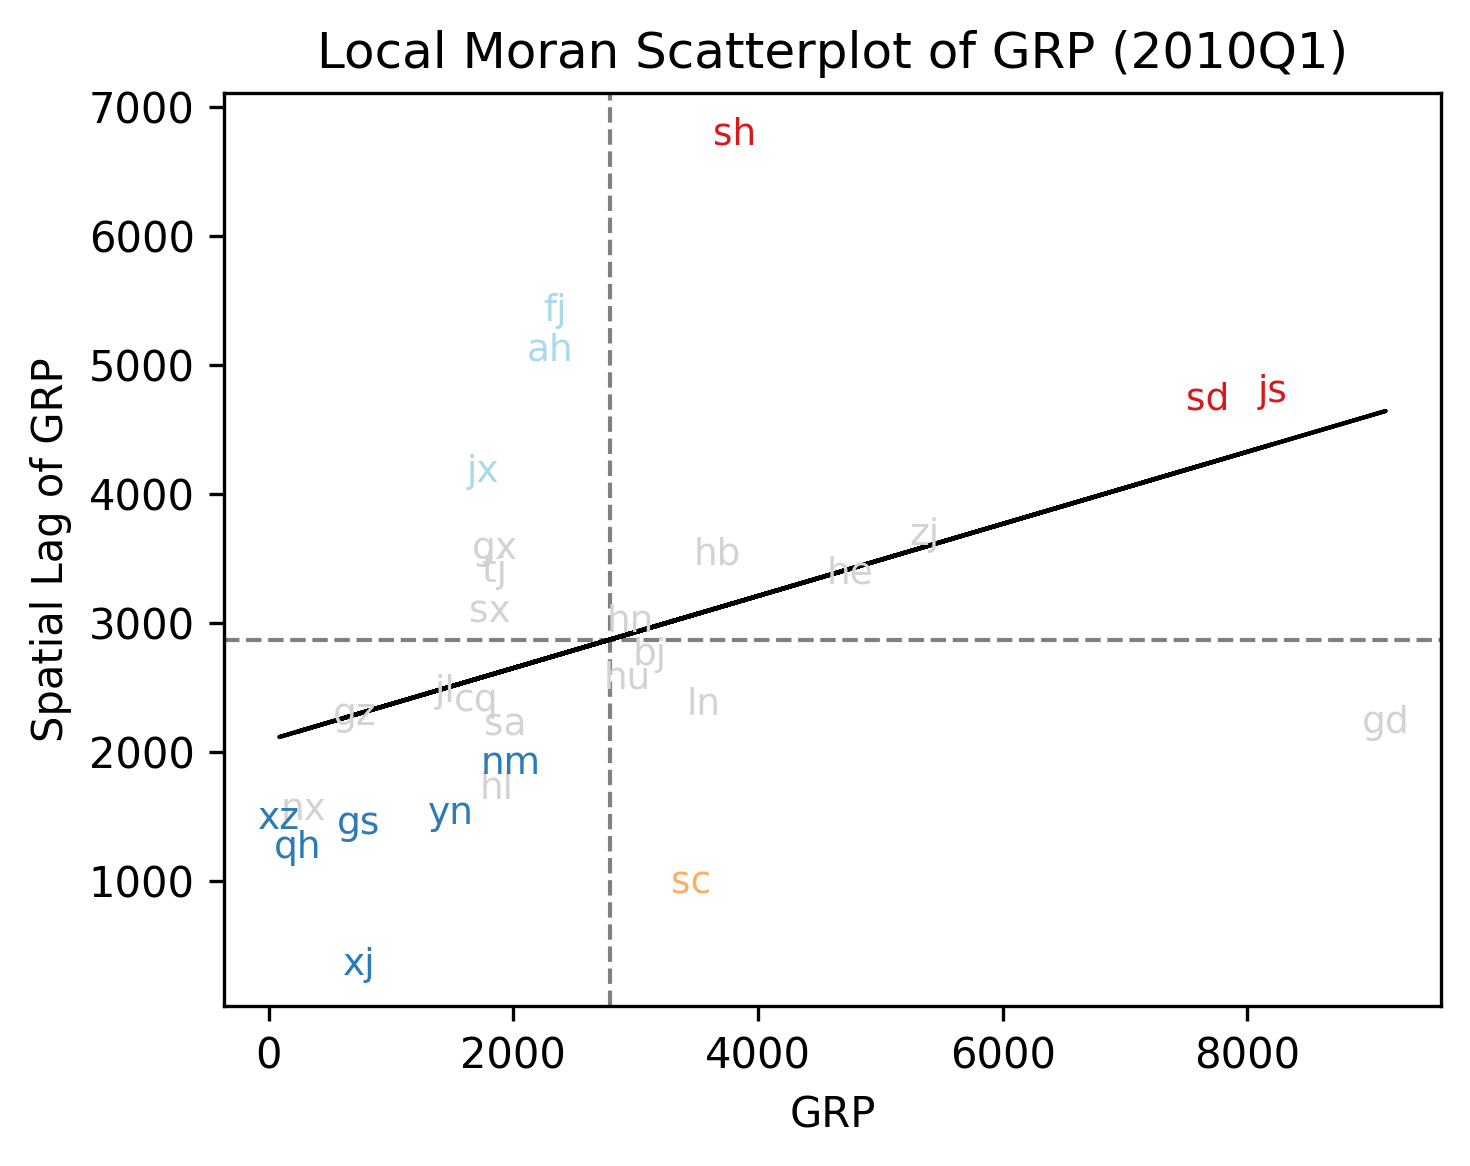 Local Moran Scatterplot of GRP (2010Q1)
7000
6000
5000
4000
3000
2000
1000
Spatial Lag of GRP
sh
fj
ah
sd
js
jx
gx
tj
sx
hb
zj
he
hn
bj
hu
ln
jl
cq
gz
sa
gd
nm
hl
nx
xz
gs
yn
qh
sc
xj
0
2000
4000
6000
8000
GRP